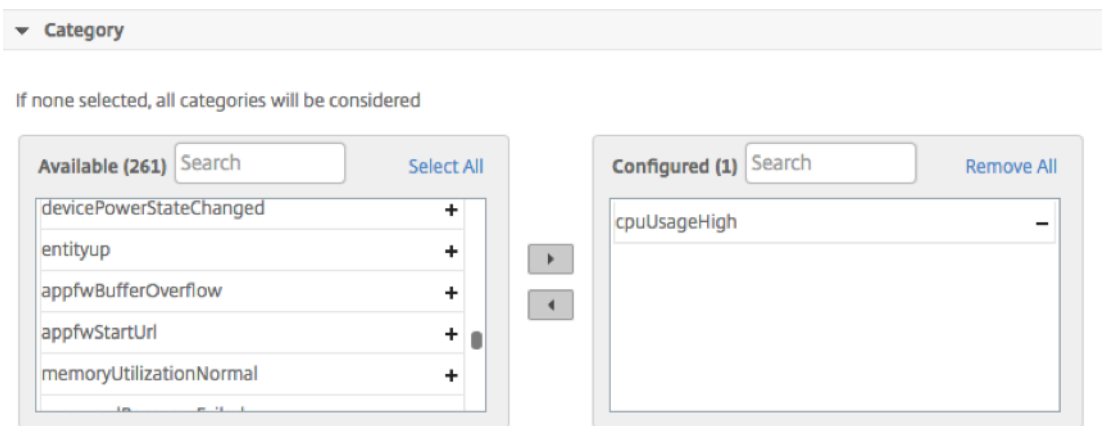 Category
If none selected, all categories will be considered
Available (261) Search Select All
devicePowerStateChanged
entityup
appfwBufferOverflow
appfwStartUrl
memoryUtilizationNormal
Configured (1) Search Remove All
cpuUsageHigh